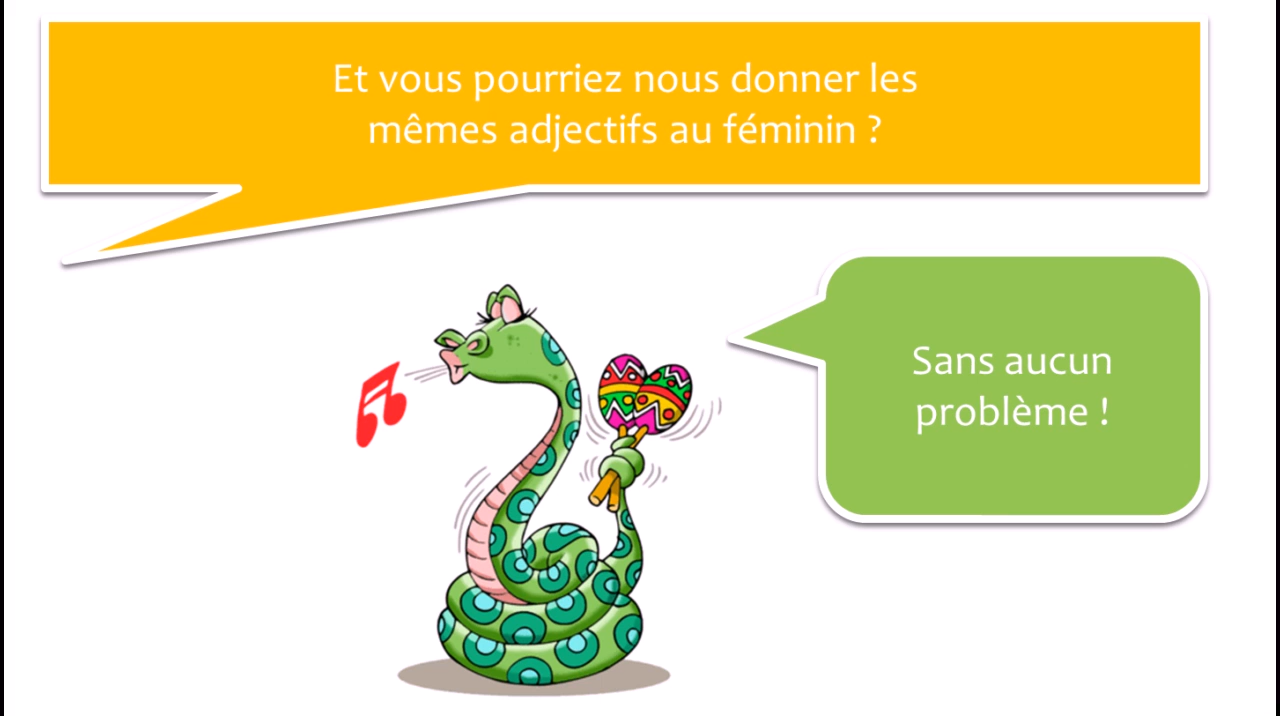 Et vous pourriez nous donner les
mêmes adjectifs au féminin ?
Sans aucun
problème !